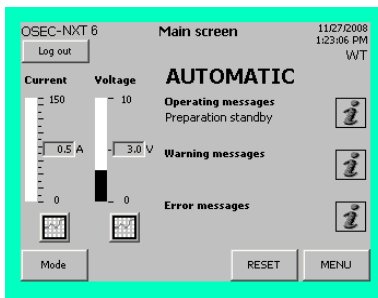 OSEC-NXT 6
Main screen
11/27/2008
1:23:06 PM
WT
Log out
Current
Voltage
AUTOMATIC
150
10
Operating messages
Preparation standby
0.5 A
3.0 V
Warning messages
0
0
Error messages
Mode
RESET
MENU